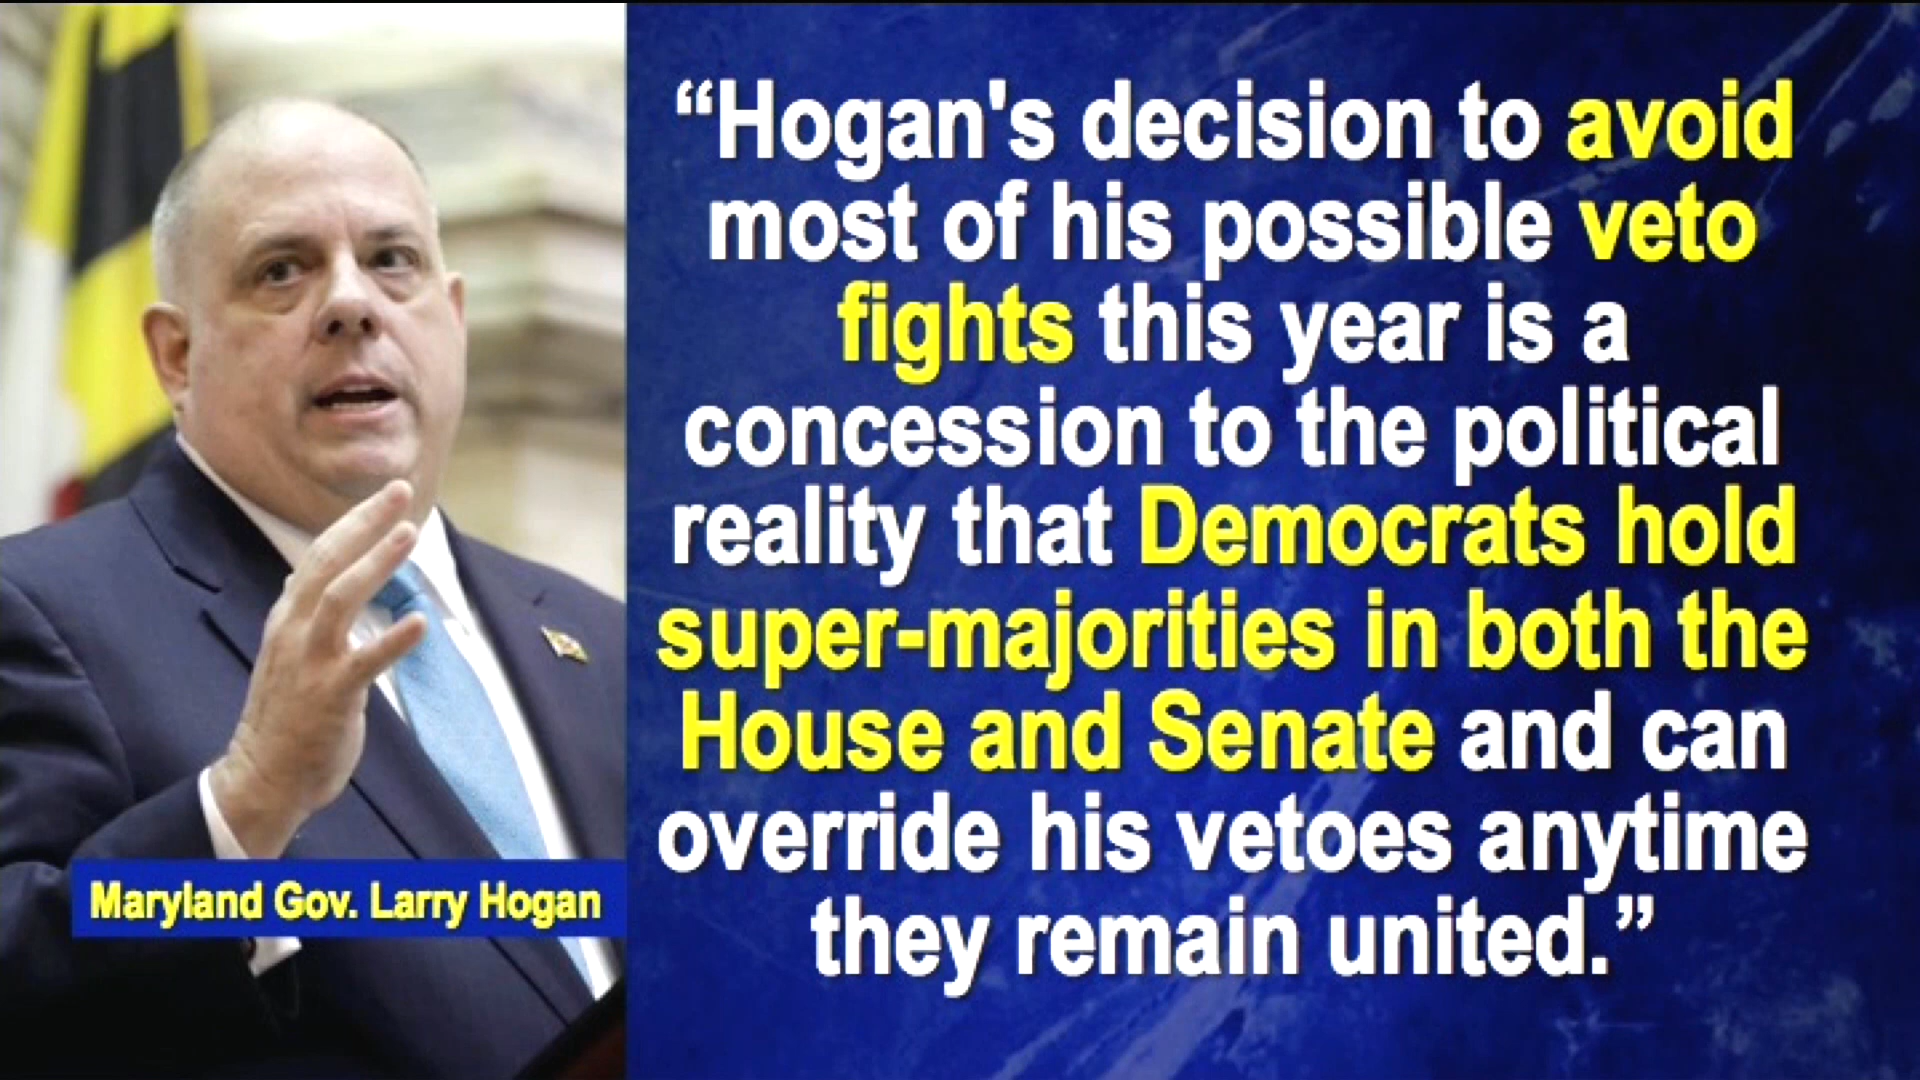 “Hogan's decision to avoid
most of his possible veto
fights this year is a
concession to the political
reality that Democrats hold
super-majorities in both the
House and Senate and can
override his vetoes anytime
they remain united.”
Maryland Gov. Larry Hogan